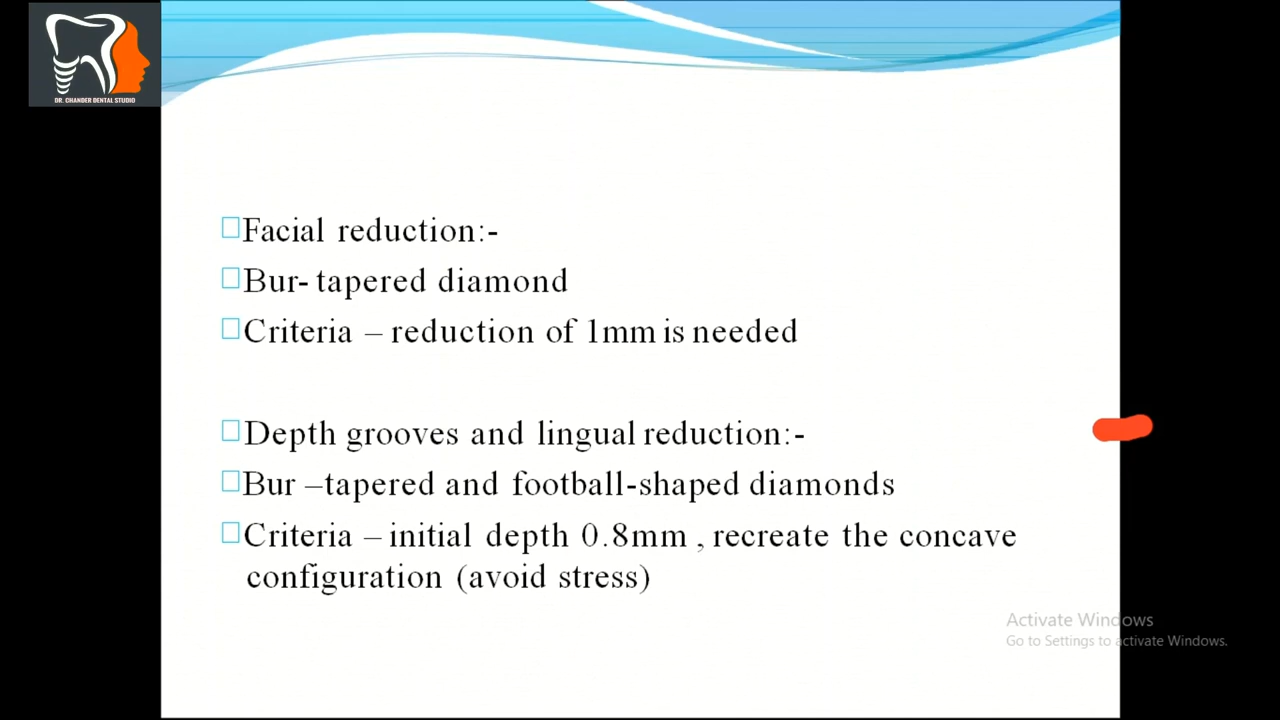 DR. CHANDER DENTAL STUDIO
Facial reduction:-
Bur- tapered diamond
Criteria – reduction of 1mm is needed
Depth grooves and lingual reduction:-
Bur –tapered and football-shaped diamonds
Criteria – initial depth 0.8mm , recreate the concave
configuration (avoid stress)
Activate Windows
Go to Settings to activate Windows.